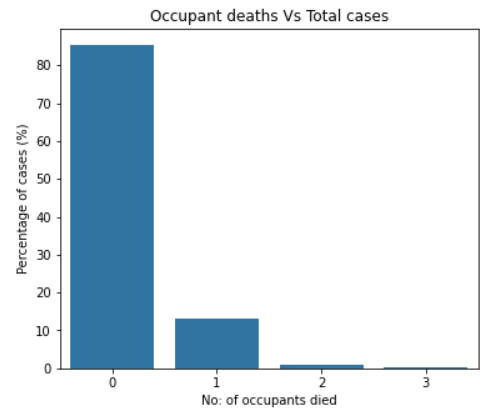 Occupant deaths Vs Total cases
Percentage of cases (%)
80
70
60
50
40
30
20
10
0
0 1 2 3
No: of occupants died